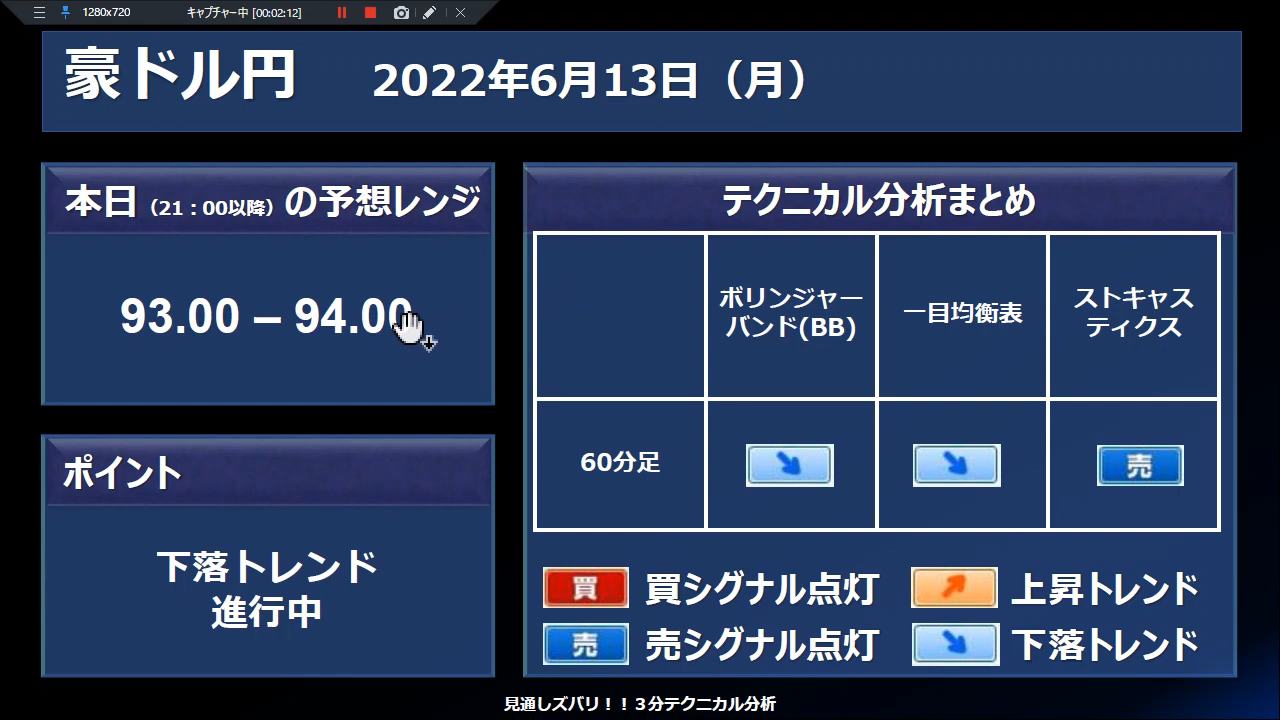 1280x720
キャプチャー中 [00:02:12]
豪ドル円 2022年6月13日（月）
本日（21：00以降）の予想レンジ
93.00 – 94.00
ポイント
下落トレンド
進行中
テクニカル分析まとめ
ボリンジャー
バンド(BB)
一目均衡表
ストキャス
ティクス
60分足
売
買 買シグナル点灯
上昇トレンド
売 売シグナル点灯
下落トレンド
見通しズバリ！！３分テクニカル分析